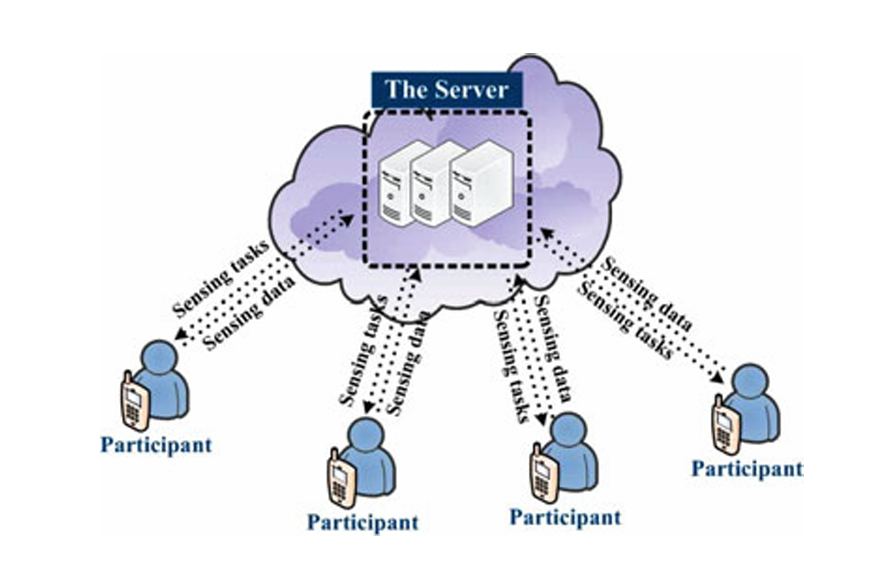 The Server
Sensing tasks
Sensing data
Sensing tasks
Sensing data
Sensing tasks
Sensing data
Sensing data
Sensing tasks
Participant
Participant
Participant
Participant